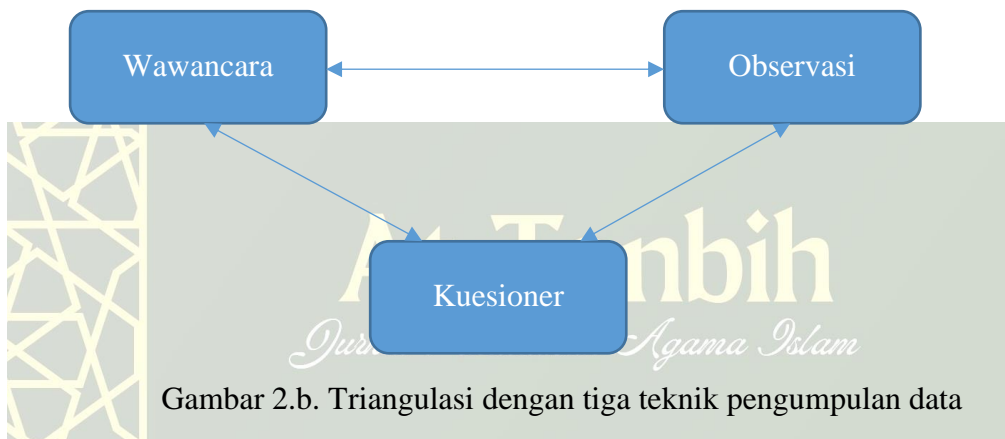 Wawancara
Observasi
Kuesioner
Agama Islam
Gambar 2.b. Triangulasi dengan tiga teknik pengumpulan data